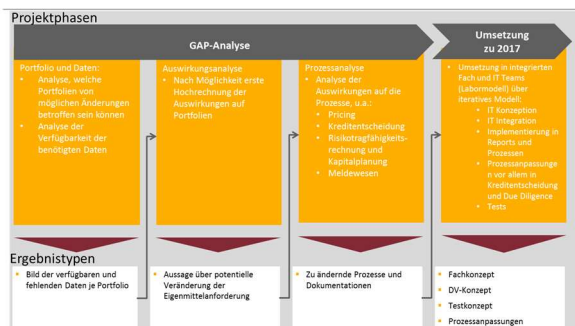 Projektphasen
GAP-Analyse
Umsetzung
zu 2017
Portfolio und Daten:
• Analyse, welche
Portfolien von
möglichen Änderungen
betroffen sein können
• Analyse der
Verfügbarkeit der
benötigten Daten
Auswirkungsanalyse
• Nach Möglichkeit erste
Hochrechnung der
Auswirkungen auf
Portfolien
Prozessanalyse
• Analyse der
Auswirkungen auf die
Prozesse, u.a.:
• Pricing
• Kreditentscheidung
• Risikotragfähigkeits-
rechnung und
Kapitalplanung
• Meldewesen
• Umsetzung in integrierten
Fach und IT Teams
(Labormodel) über
iteratives Modell:
• IT Konzeption
• IT Integration
• Implementierung in
Reports und
Prozessen
• Prozessanpassunge
n vor allem in
Kreditentscheidung
und Due Diligence
• Tests
Ergebnistypen
• Bild der verfügbaren und
fehlenden Daten je Portfolio
• Aussage über potentielle
Veränderung der
Eigenmittelanforderung
• Zu ändernde Prozesse und
Dokumentationen
• Fachkonzept
• DV-Konzept
• Testkonzept
• Prozessanpassungen